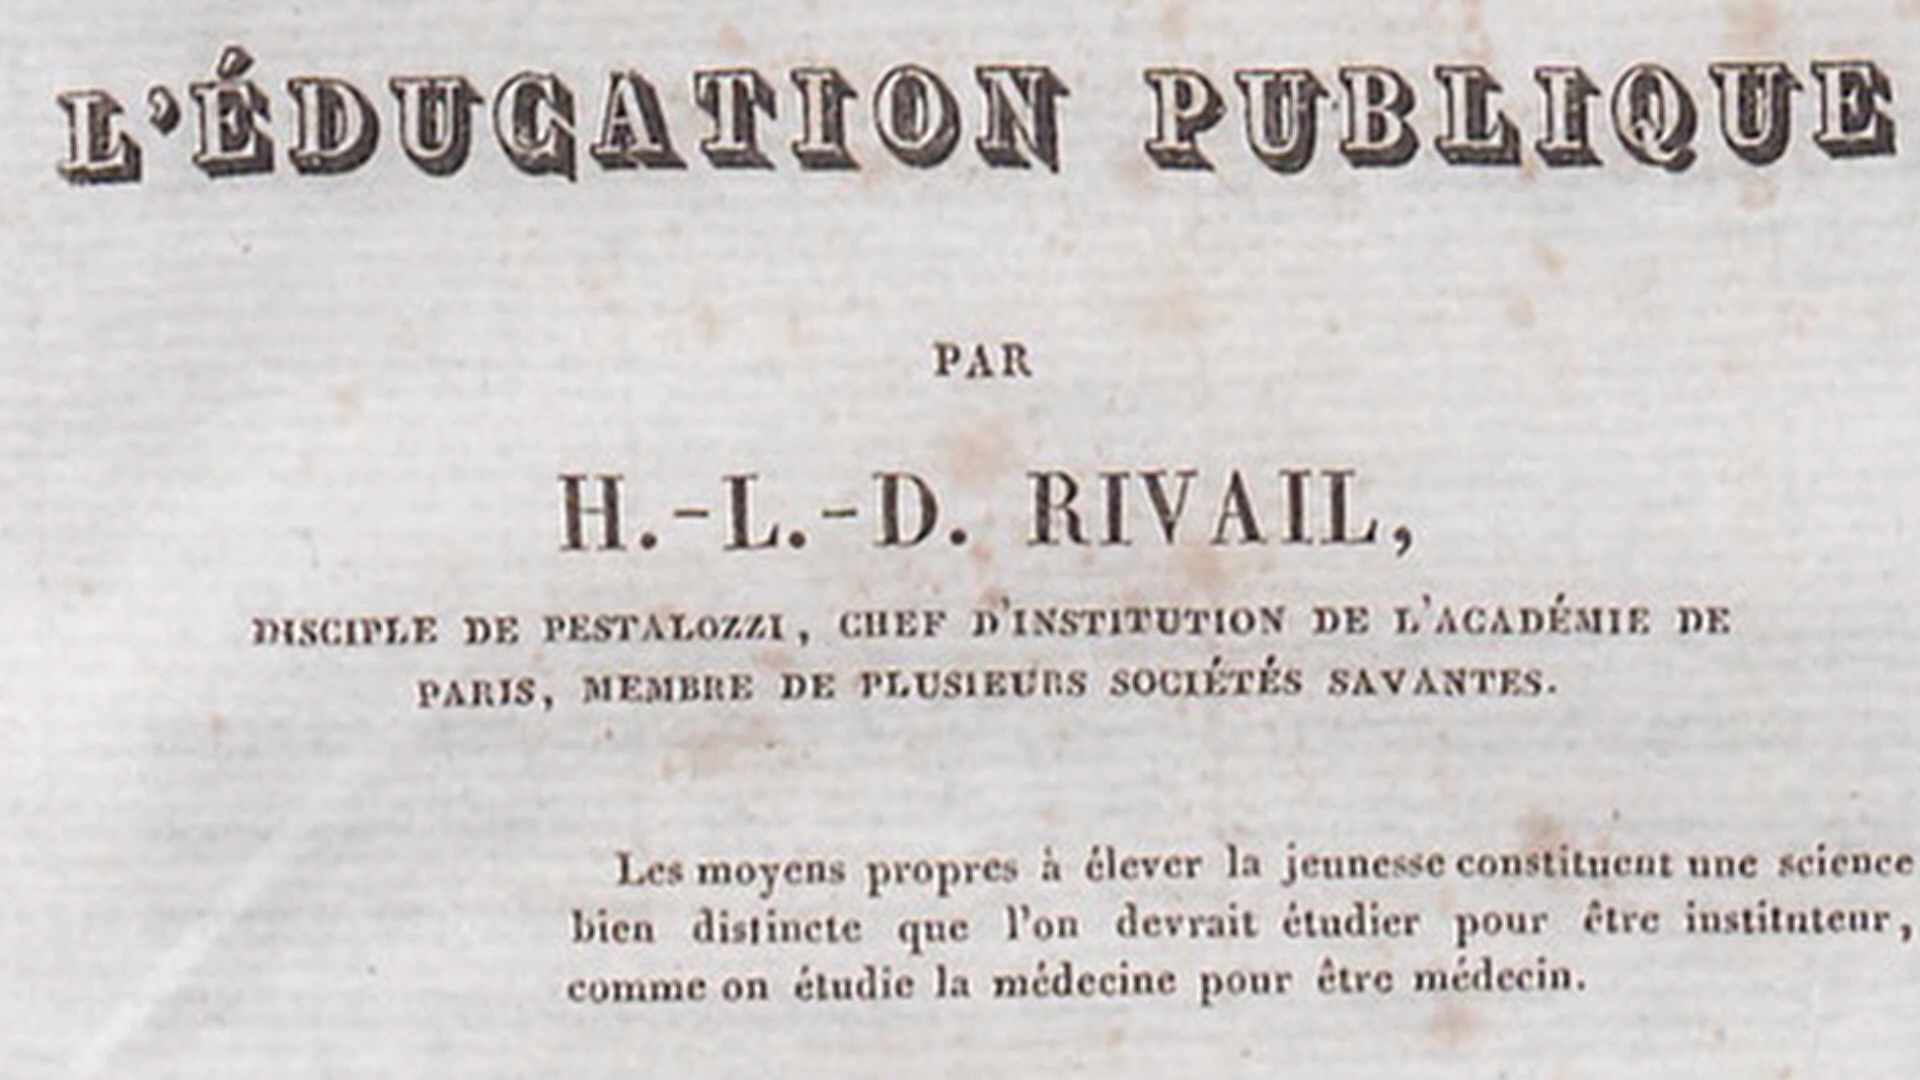 L'ÉDUCATION PUBLIQUE
PAR
H.-L.-D. RIVAIL,
DISCIPLE DE PESTALOZZI, CHEF D'INSTITUTION DE L'ACADÉMIE DE
PARIS, MEMBRE DE PLUSIEURS SOCIÉTÉS SAVANTES.
Les moyens propres à élever la jeunesse constituent une science
bien distincte que l'on devrait étudier pour être instituteur,
comme on étudie la médecine pour être médecin.